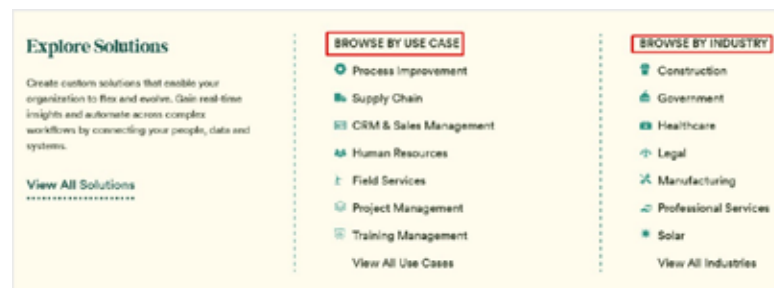 Explore Solutions
Create custom solutions that enable your
organization to flex and evolve. Gain real-time
insights and automate across complex
workflows by connecting your people, data and
systems.
View All Solutions
BROWSE BY USE CASE
Process Improvement
Supply Chain
CRM & Sales Management
Human Resources
Field Services
Project Management
Training Management
View All Use Cases
BROWSE BY INDUSTRY
Construction
Government
Healthcare
Legal
Manufacturing
Professional Services
Solar
View All Industries